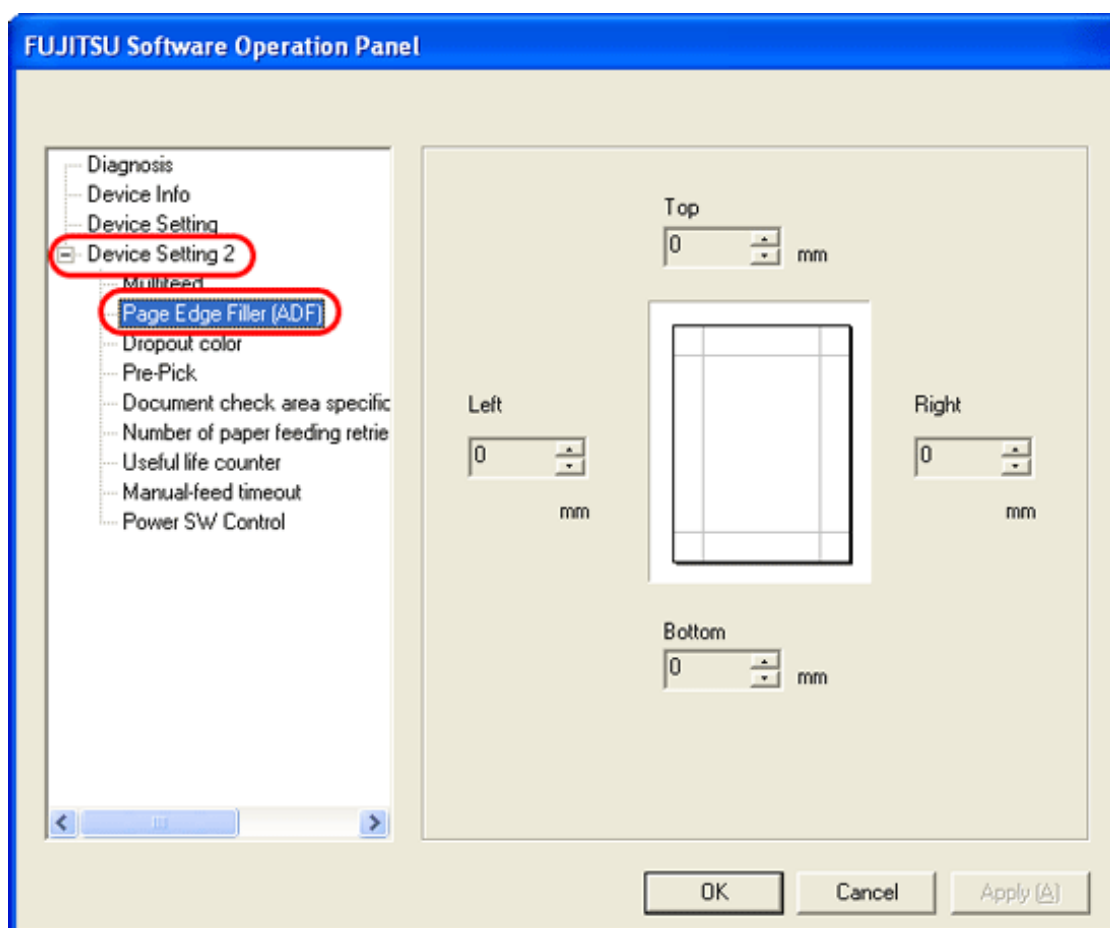 FUJITSU Software Operation Panel
Diagnosis
Device Info
Device Setting
Device Setting 2
Multifeed
Page Edge Filler (ADF)
Dropout color
Pre-Pick
Document check area specific
Number of paper feeding retrie
Useful life counter
Manual-feed timeout
Power SW Control
Top
0 mm
Left
0
mm
Right
0
mm
Bottom
0 mm
OK Cancel Apply (A)